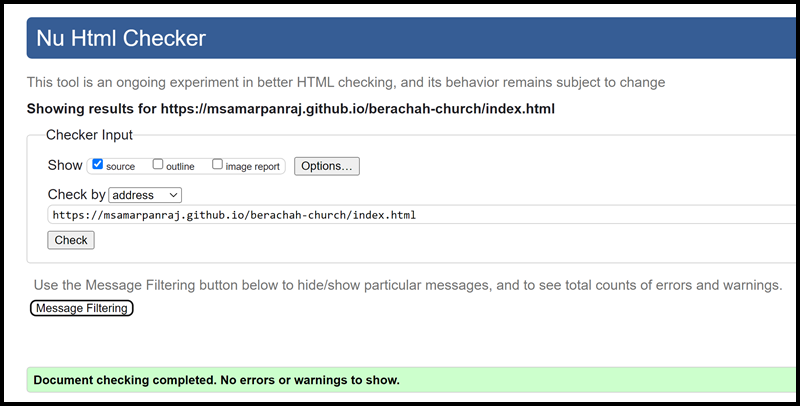 Nu Html Checker
This tool is an ongoing experiment in better HTML checking, and its behavior remains subject to change
Showing results for https://msamarpanraj.github.io/berachah-church/index.html
Checker Input
Show source outline image report Options...
Check by address
https://msamarpanraj.github.io/berachah-church/index.html
Check
Use the Message Filtering button below to hide/show particular messages, and to see total counts of errors and warnings.
Message Filtering
Document checking completed. No errors or warnings to show.